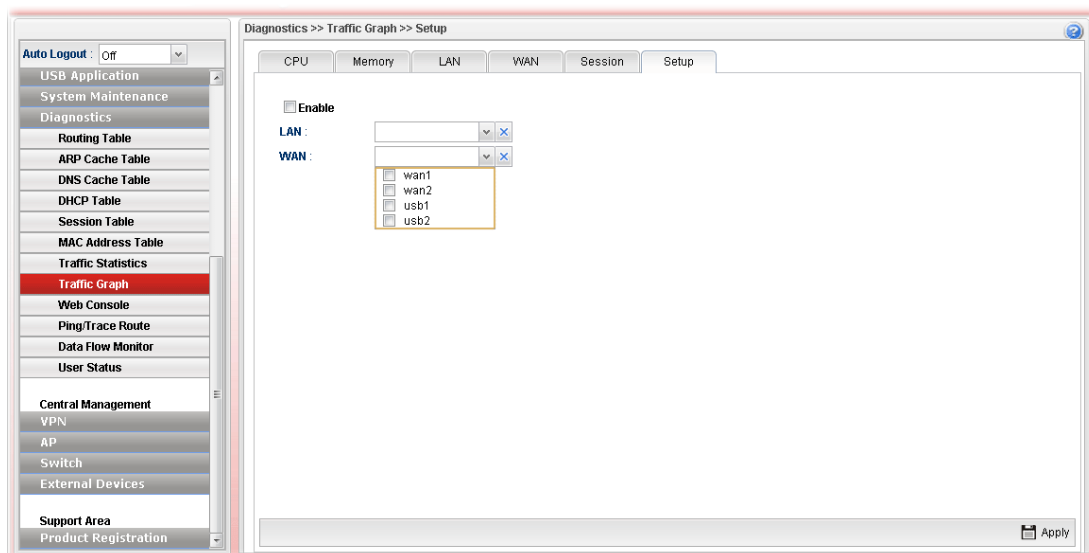 Diagnostics >> Traffic Graph >> Setup
Auto Logout : Off
USB Application
System Maintenance
Diagnostics
Routing Table
ARP Cache Table
DNS Cache Table
DHCP Table
Session Table
MAC Address Table
Traffic Statistics
Traffic Graph
Web Console
Ping/Trace Route
Data Flow Monitor
User Status
Central Management
VPN
AP
Switch
External Devices
Support Area
Product Registration
CPU Memory LAN WAN Session Setup
Enable
LAN :
WAN :
wan1
wan2
usb1
usb2
Apply